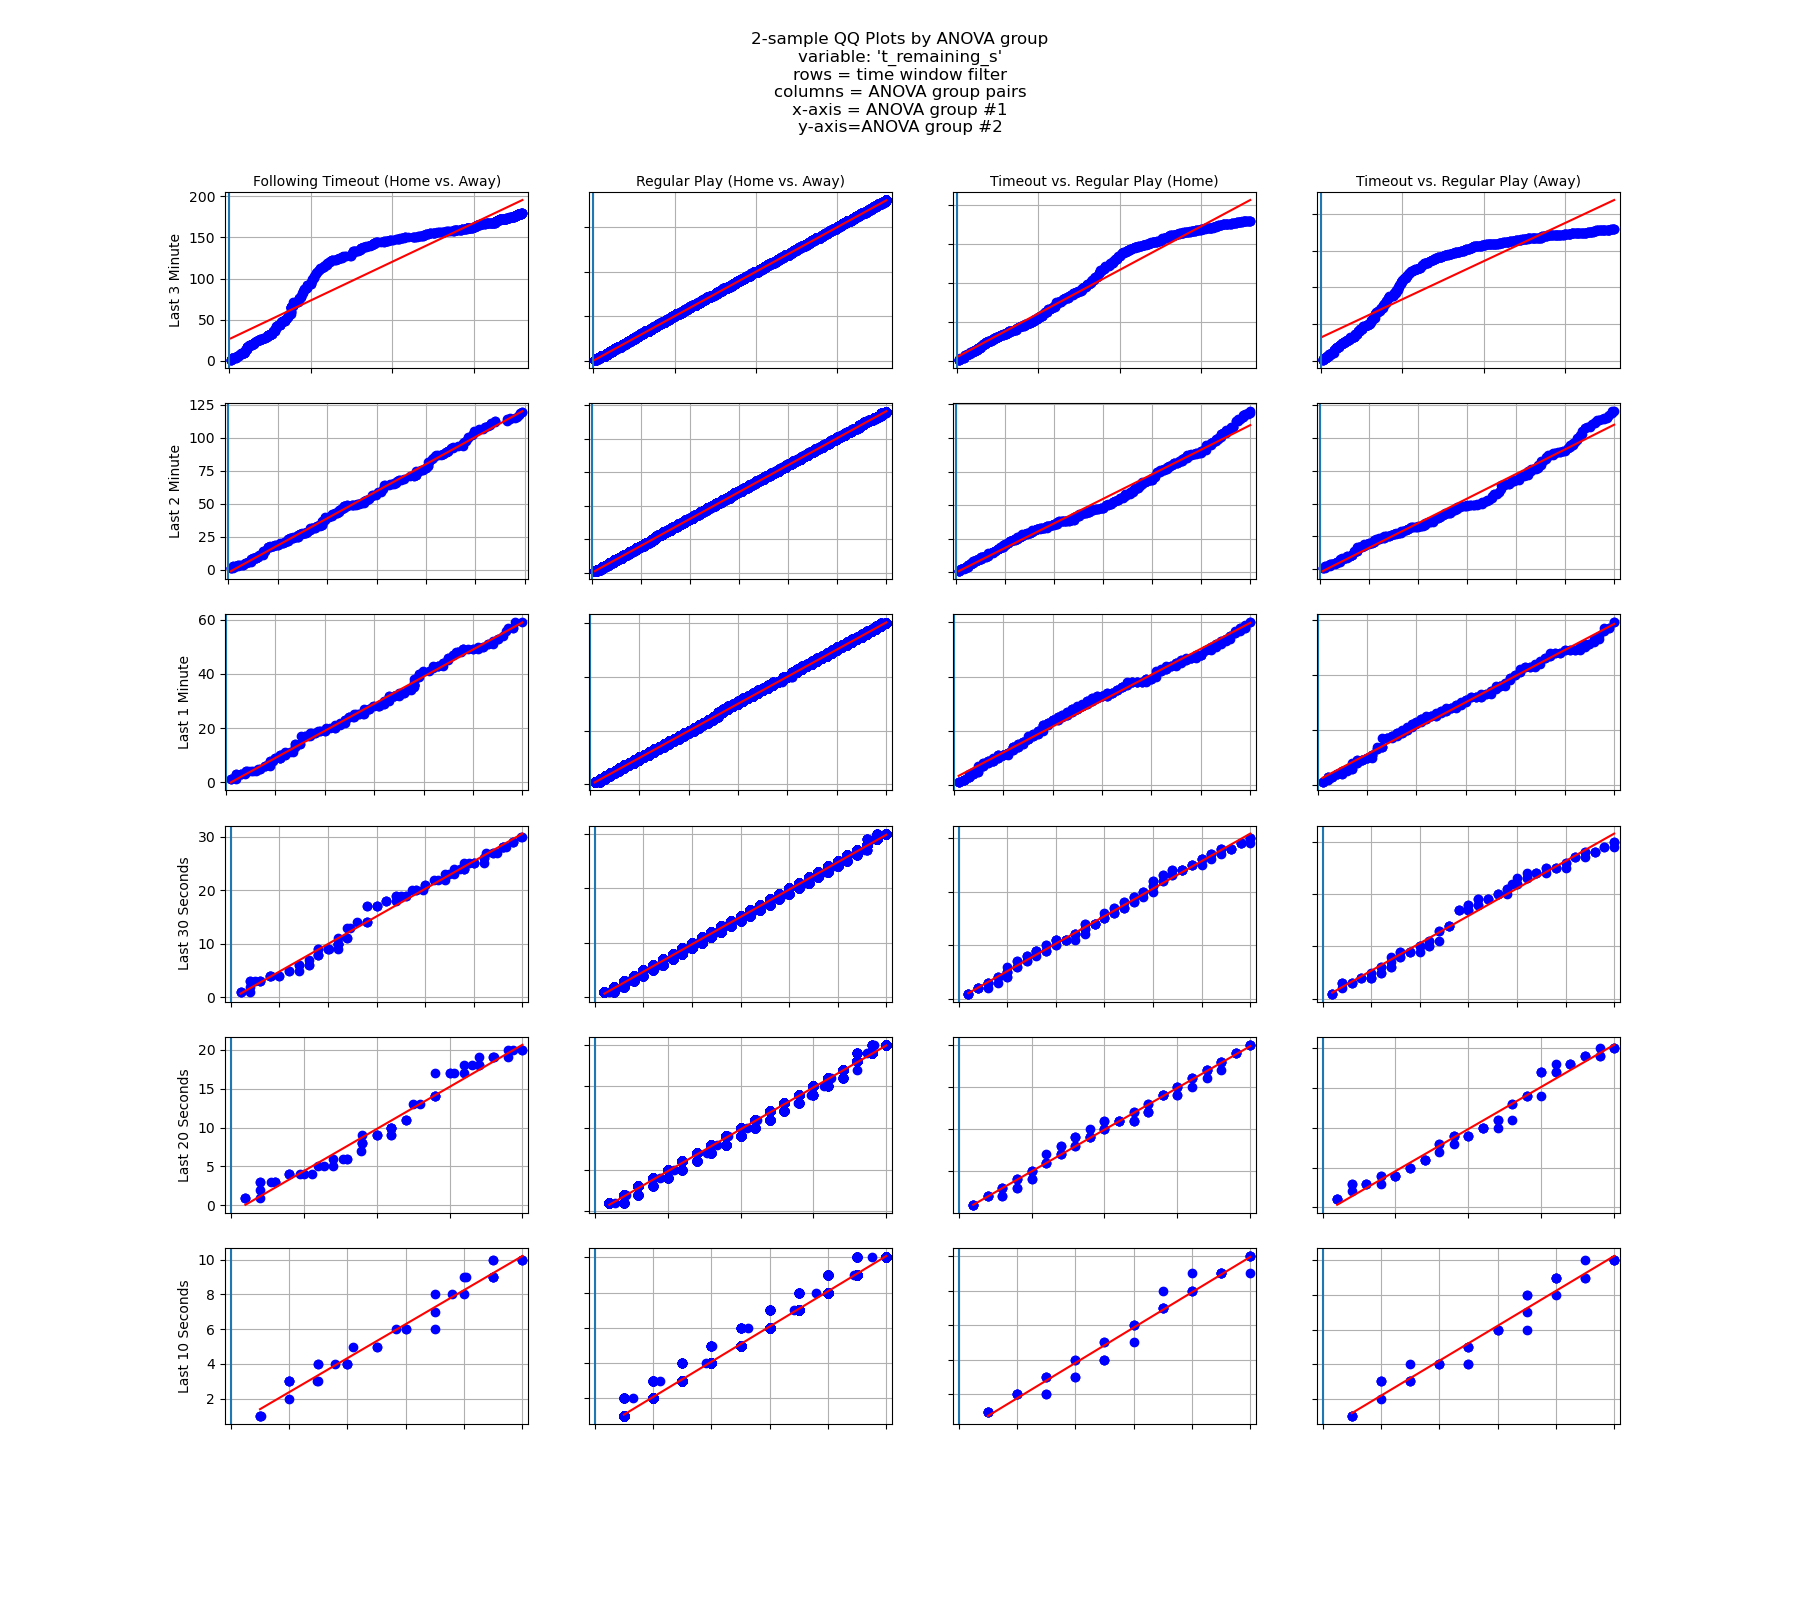 2-sample QQ Plots by ANOVA group
variable: 't_remaining_s'
rows = time window filter
columns = ANOVA group pairs
x-axis = ANOVA group #1
y-axis=ANOVA group #2
Following Timeout (Home vs. Away)
Regular Play (Home vs. Away)
Timeout vs. Regular Play (Home)
Timeout vs. Regular Play (Away)
Last 3 Minute
200
150
100
50
0
Last 2 Minute
125
100
75
50
25
0
Last 1 Minute
60
40
20
0
Last 30 Seconds
30
20
10
0
Last 20 Seconds
20
15
10
5
0
Last 10 Seconds
10
8
6
4
2